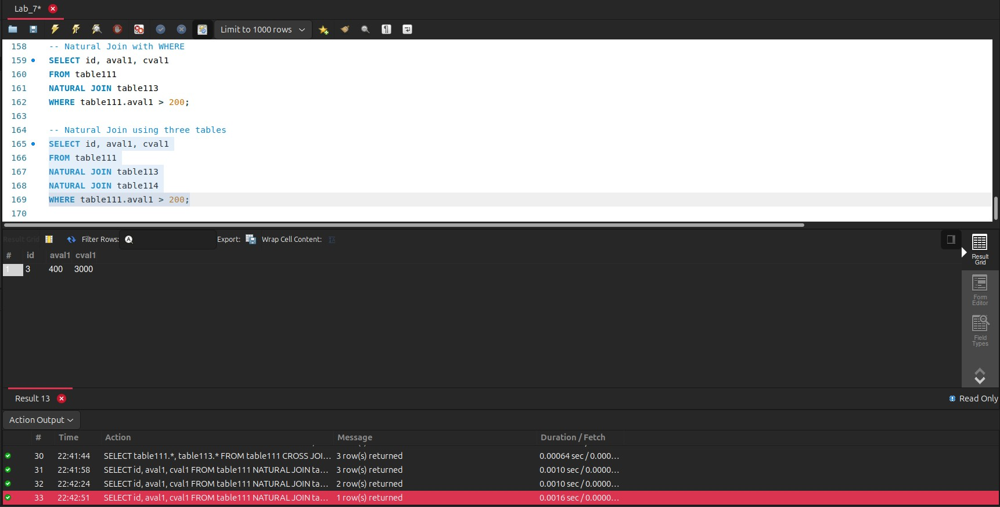 Lab_7*
Limit to 1000 rows
158 -- Natural Join with WHERE
159 SELECT id, aval1, cval1
160 FROM table111
161 NATURAL JOIN table113
162 WHERE table111.aval1 > 200;
163
164 -- Natural Join using three tables
165 SELECT id, aval1, cval1
166 FROM table111
167 NATURAL JOIN table113
168 NATURAL JOIN table114
169 WHERE table111.aval1 > 200;
170
Result Grid Filter Rows: Export: Wrap Cell Content:
# id aval1 cval1
1 3 400 3000
Result
Grid
Form
Editor
Field
Types
Result 13
Read Only
Action Output
# Time Action Message Duration / Fetch
30 22:41:44 SELECT table111.*, table113.* FROM table111 CROSS JOI... 3 row(s) returned 0.00064 sec / 0.000...
31 22:41:58 SELECT id, aval1, cval1 FROM table111 NATURAL JOIN ta... 3 row(s) returned 0.0010 sec / 0.0000...
32 22:42:24 SELECT id, aval1, cval1 FROM table111 NATURAL JOIN ta... 2 row(s) returned 0.0010 sec / 0.0000...
33 22:42:51 SELECT id, aval1, cval1 FROM table111 NATURAL JOIN ta... 1 row(s) returned 0.0016 sec / 0.0000...